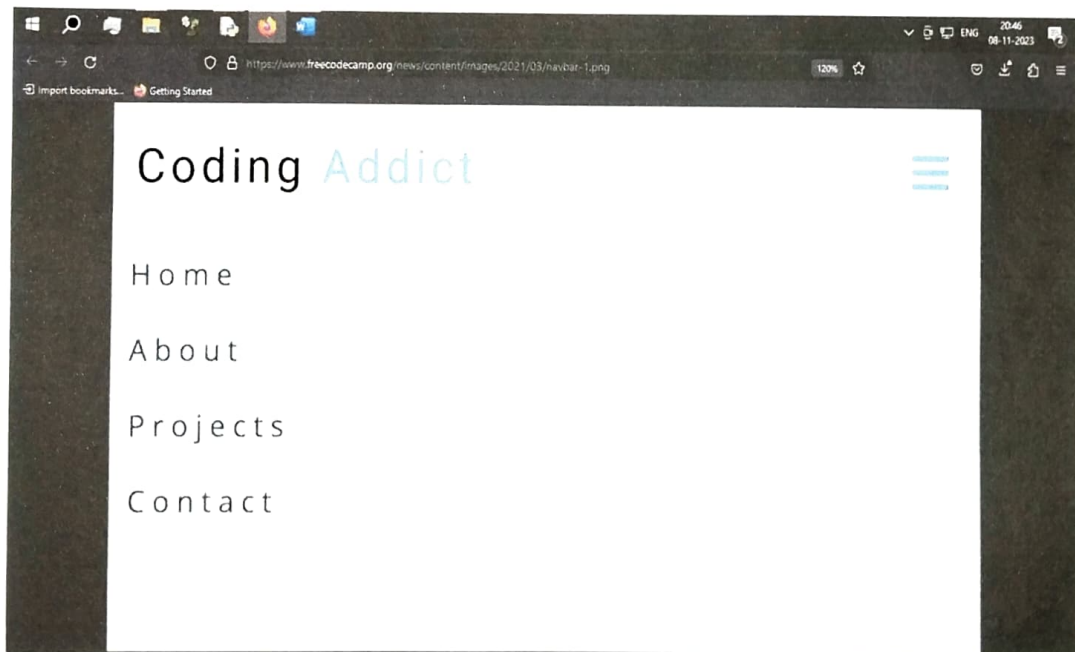 ENG
20:46
08-11-2023
2
https://www.freecodecamp.org/news/content/images/2021/03/navbar-1.png
120%
Import bookmarks...
Getting Started
Coding Addict
Home
About
Projects
Contact